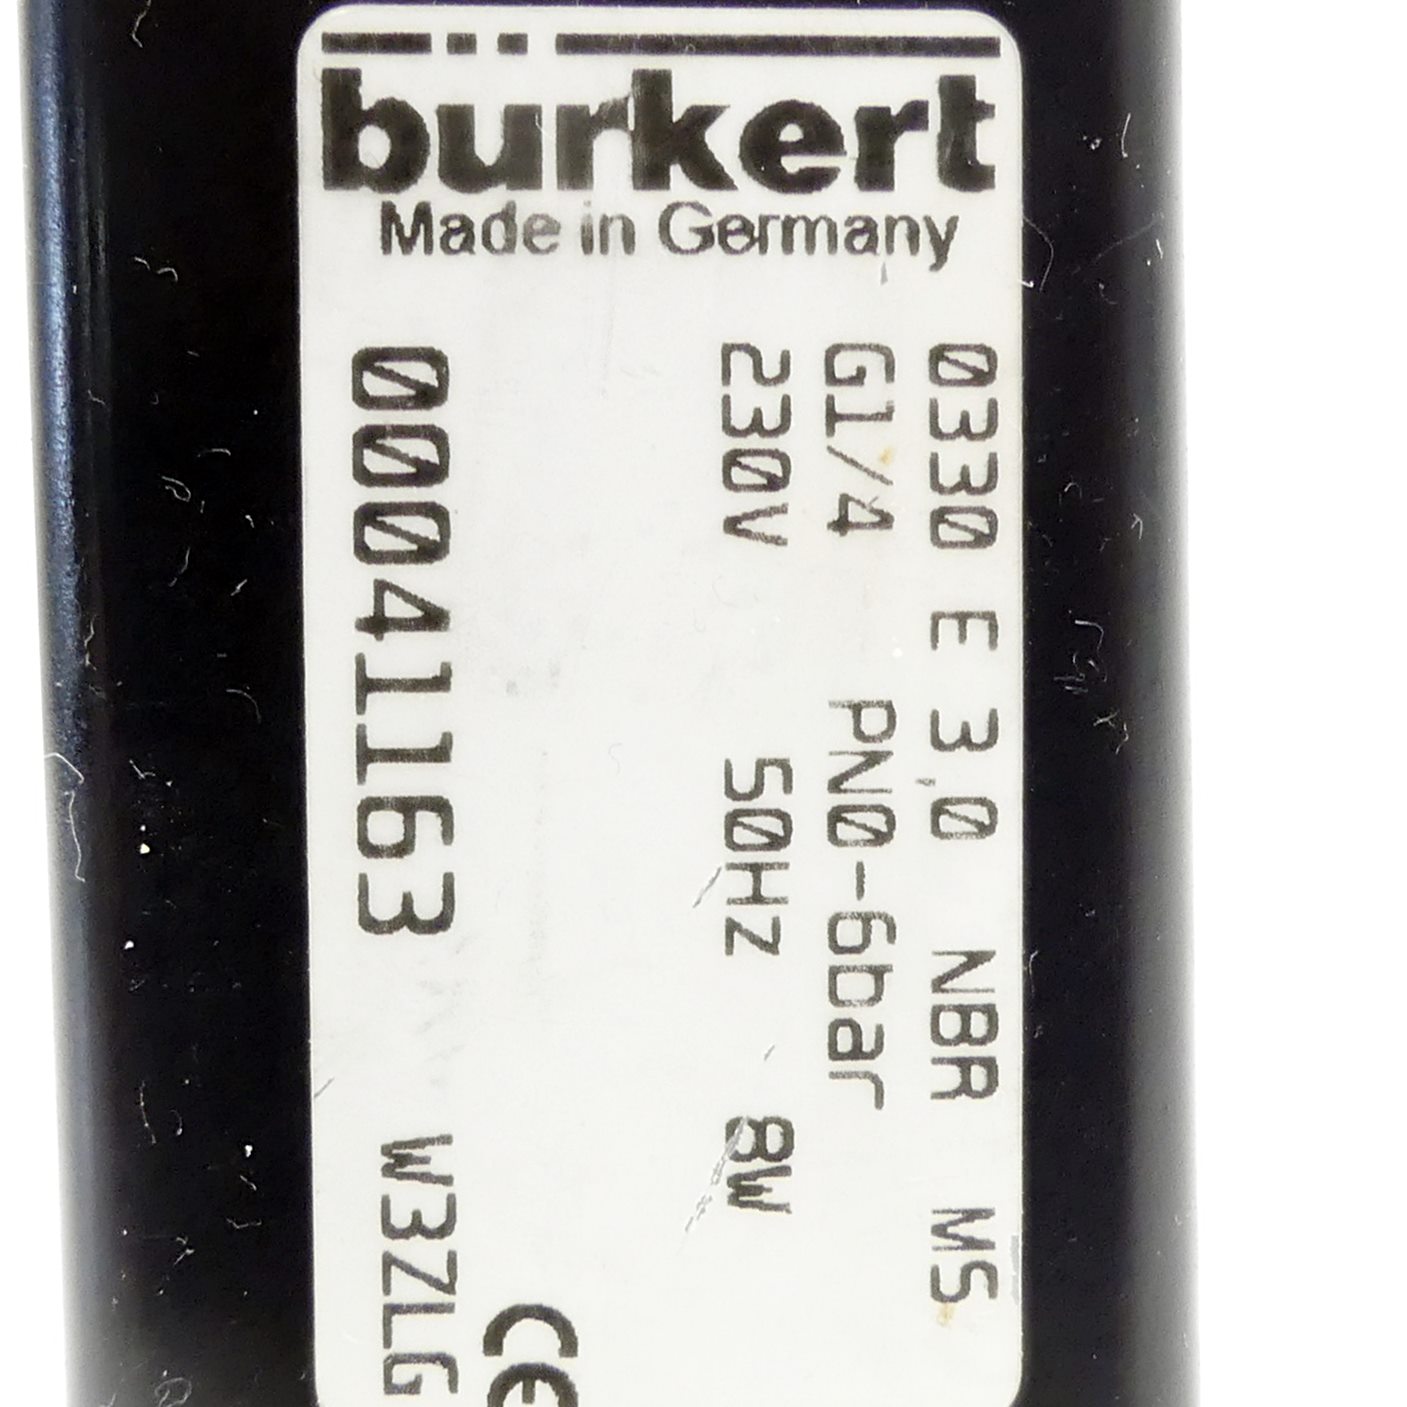 bürkert
Made in Germany
0330 E 3,0 NBR MS
G1/4 PN0-6bar
230V 50Hz 8W
CE
00041163 W3ZLG